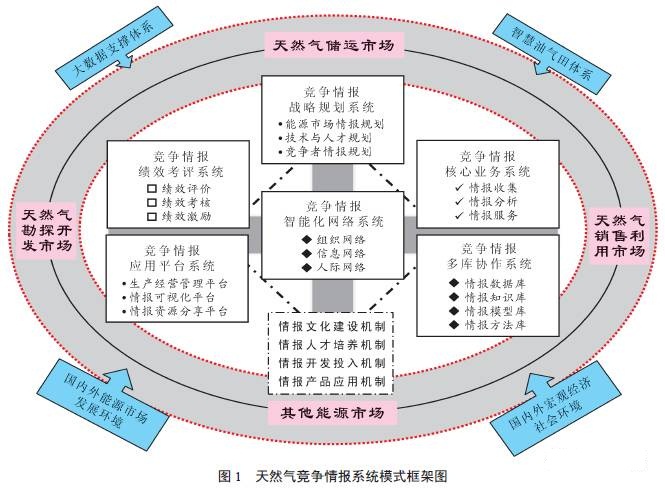 大数据支撑体系
智慧油气田体系
天然气储运市场
竞争情报
战略规划系统
•能源市场情报规划
•技术与人才规划
•竞争者情报规划
竞争情报
绩效考评系统
□ 绩效评价
□ 绩效考核
□ 绩效激励
竞争情报
核心业务系统
✓ 情报收集
✓ 情报分析
✓ 情报服务
竞争情报
智能化网络系统
◆ 组织网络
◆ 信息网络
◆ 人际网络
天然气
勘探开
发市场
天然气
销售利
用市场
竞争情报
应用平台系统
•生产经营管理平台
•情报可视化平台
•情报资源分享平台
竞争情报
多库协作系统
◆ 情报数据库
◆ 情报知识库
◆ 情报模型库
◆ 情报方法库
情报文化建设机制
情报人才培养机制
情报开发投入机制
情报产品应用机制
国内外能源市场
发展环境
其他能源市场
国内外宏观经济
社会环境
图 1 天然气竞争情报系统模式框架图